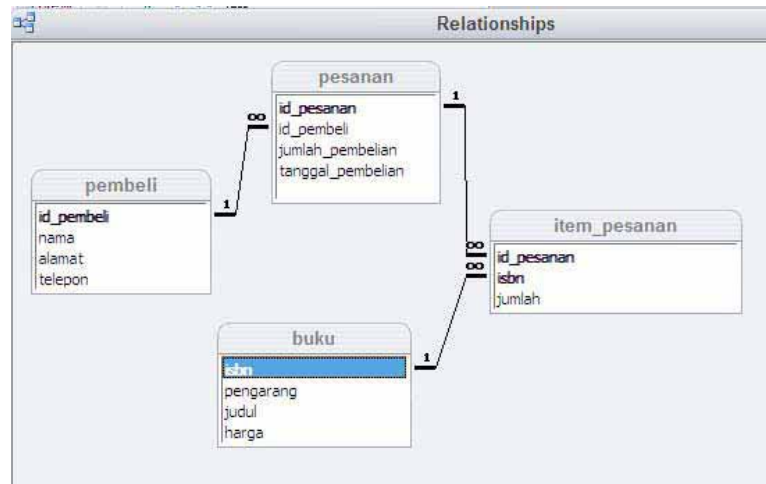 Relationships
pesanan
id_pesanan
id_pembeli
jumlah_pembelian
tanggal_pembelian
1
∞
pembeli
id_pembeli
nama
alamat
telepon
1
item_pesanan
id_pesanan
isbn
jumlah
∞
∞
buku
isbn
pengarang
judul
harga
1